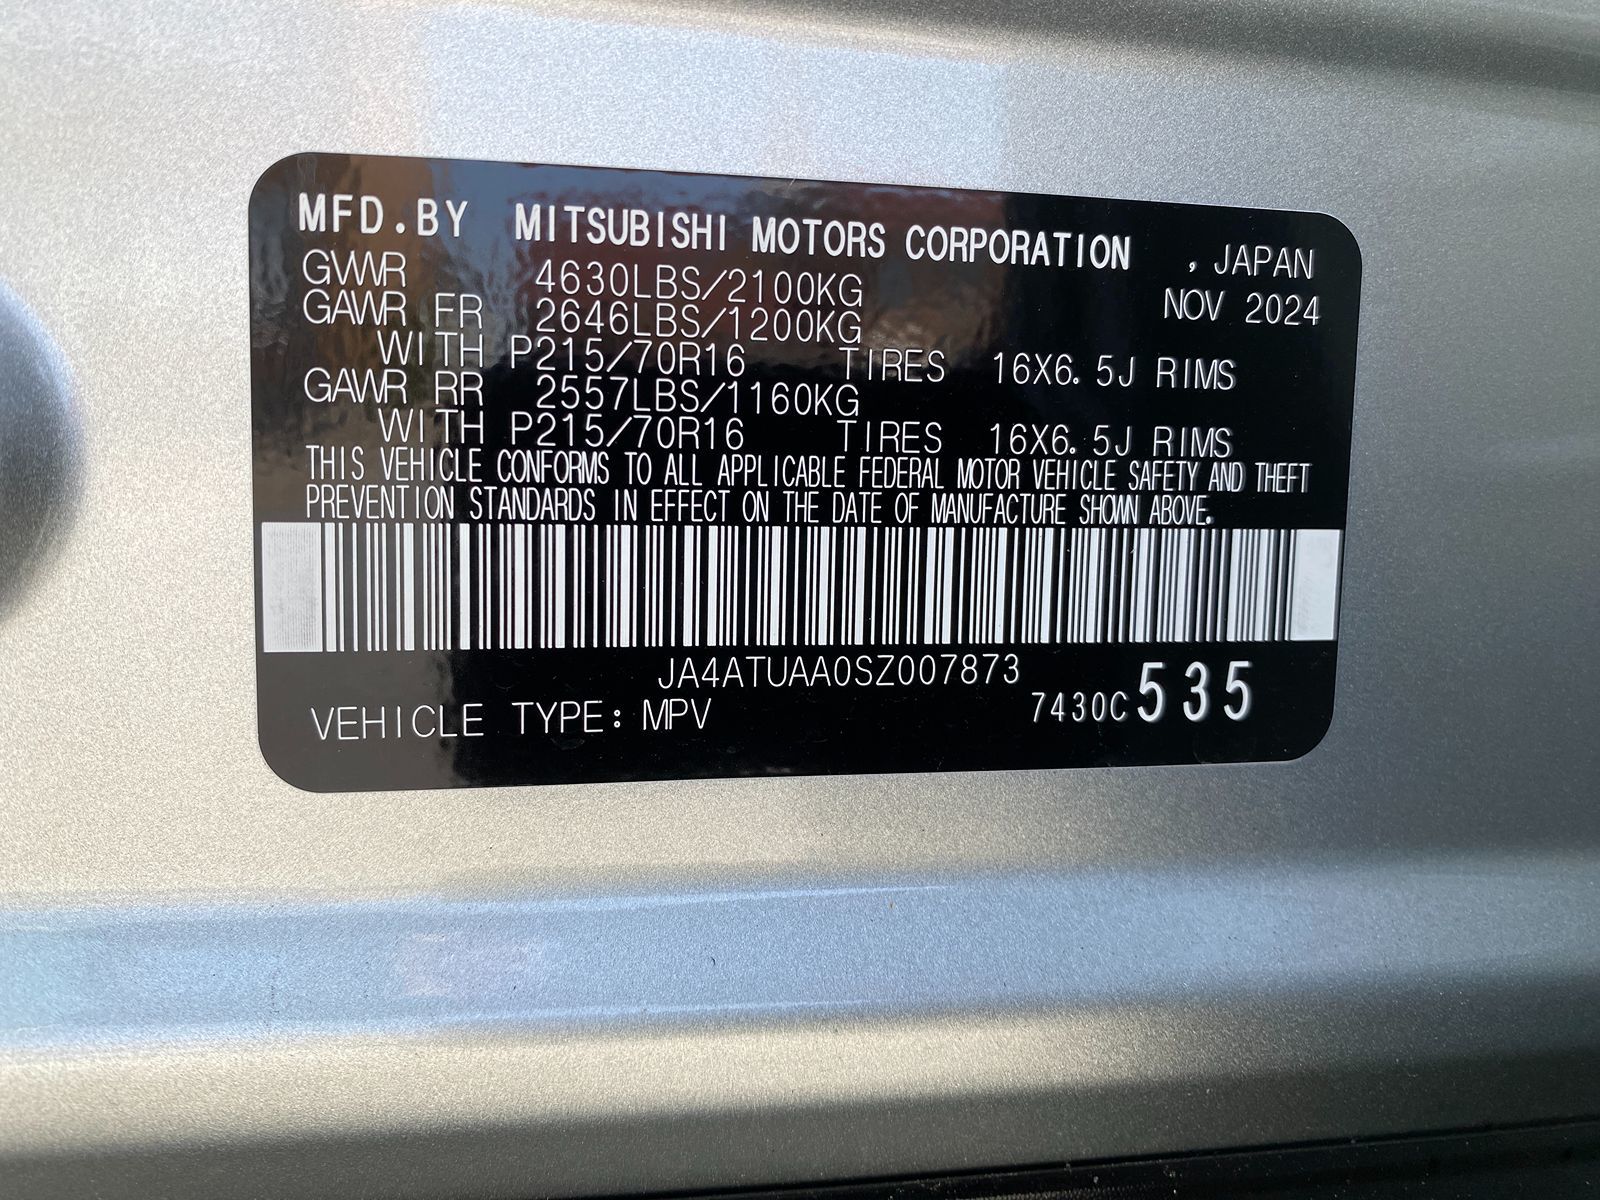 MFD.BY MITSUBISHI MOTORS CORPORATION , JAPAN
GVWR 4630LBS/2100KG NOV 2024
GAWR FR 2646LBS/1200KG
WITH P215/70R16 TIRES 16X6.5J RIMS
GAWR RR 2557LBS/1160KG
WITH P215/70R16 TIRES 16X6.5J RIMS
THIS VEHICLE CONFORMS TO ALL APPLICABLE FEDERAL MOTOR VEHICLE SAFETY AND THEFT
PREVENTION STANDARDS IN EFFECT ON THE DATE OF MANUFACTURE SHOWN ABOVE.
JA4ATUAA0SZ007873
VEHICLE TYPE: MPV 7430C 535